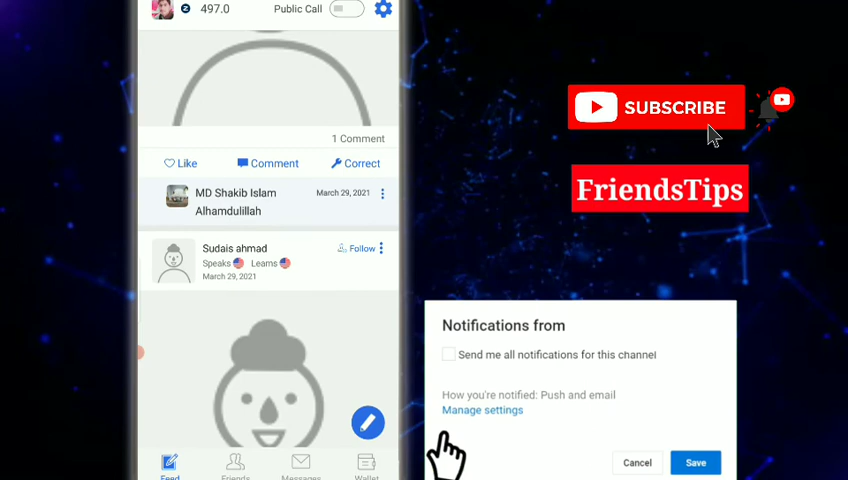 497.0
Public Call
1 Comment
Like
Comment
Correct
MD Shakib Islam
March 29, 2021
Alhamdulillah
Sudais ahmad
Follow
Speaks
Learns
March 29, 2021
Feed
Friends
Messages
Wallet
SUBSCRIBE
FriendsTips
Notifications from
Send me all notifications for this channel
How you're notified: Push and email
Manage settings
Cancel
Save